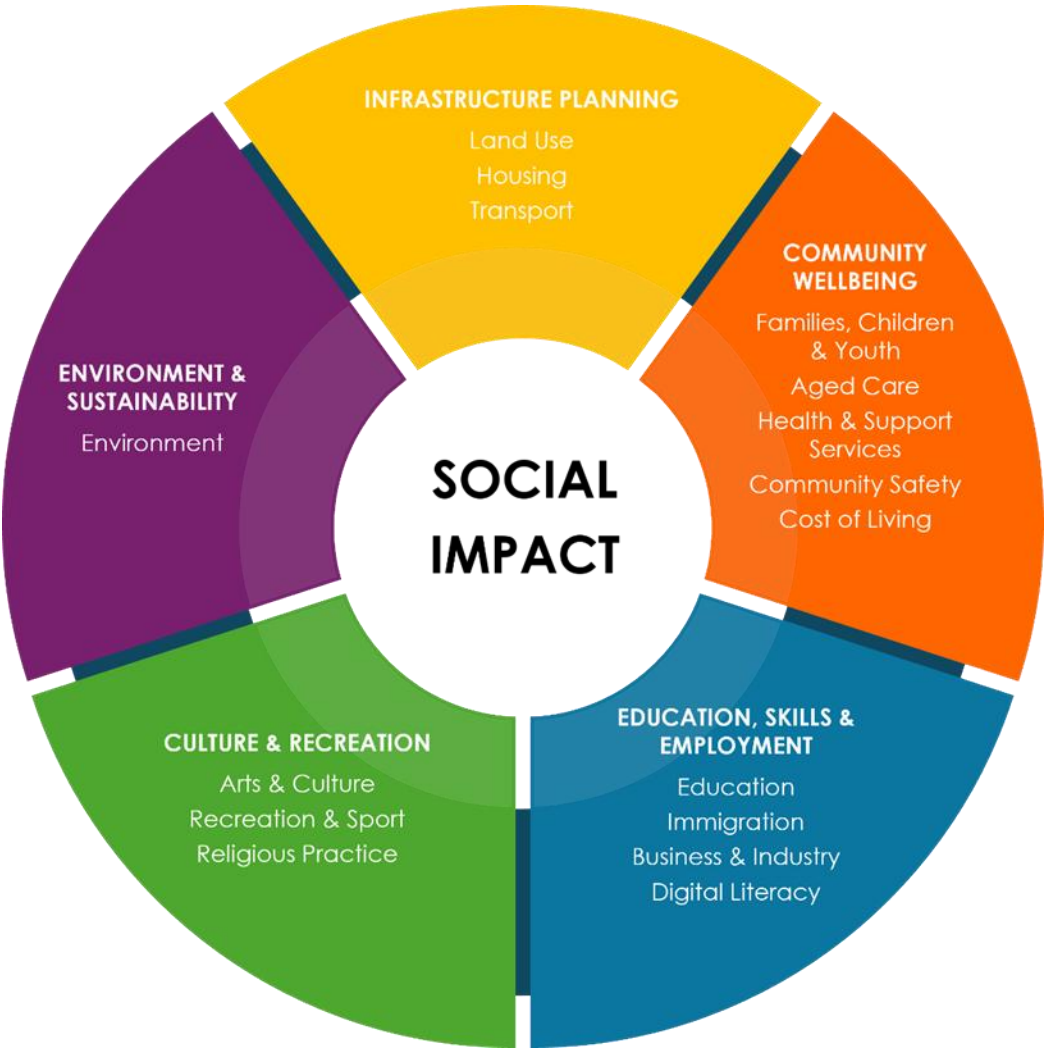 INFRASTRUCTURE PLANNING
Land Use
Housing
Transport
COMMUNITY
WELLBEING
Families, Children
& Youth
Aged Care
Health & Support
Services
Community Safety
Cost of Living
EDUCATION, SKILLS &
EMPLOYMENT
Education
Immigration
Business & Industry
Digital Literacy
CULTURE & RECREATION
Arts & Culture
Recreation & Sport
Religious Practice
ENVIRONMENT &
SUSTAINABILITY
Environment
SOCIAL
IMPACT